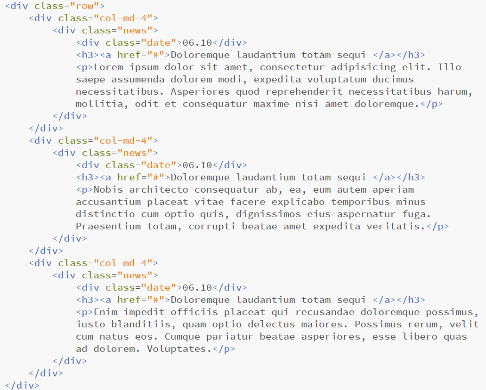 <div class="row">
<div class="col-md-4">
<div class="news">
<div class="date">06.10</div>
<h3><a href="#">Doloremque laudantium totam sequi </a></h3>
<p>Lorem ipsum dolor sit amet, consectetur adipisicing elit. Illo
saepe assumenda dolorem modi, expedita voluptatum ducimus
necessitatibus. Asperiores quod reprehenderit necessitatibus harum,
mollitia, odit et consequatur maxime nisi amet doloremque.</p>
</div>
</div>
<div class="col-md-4">
<div class="news">
<div class="date">06.10</div>
<h3><a href="#">Doloremque laudantium totam sequi </a></h3>
<p>Nobis architecto consequatur ab, ea, eum autem aperiam
accusantium placeat vitae facere explicabo temporibus minus
distinctio cum optio quis, dignissimos eius aspernatur fuga.
Praesentium totam, corrupti beatae amet expedita veritatis.</p>
</div>
</div>
<div class="col-md-4">
<div class="news">
<div class="date">06.10</div>
<h3><a href="#">Doloremque laudantium totam sequi </a></h3>
<p>Enim impedit officiis placeat qui recusandae doloremque possimus,
iusto blanditiis, quam optio delectus maiores. Possimus rerum, velit
cum natus eos. Cumque pariatur beatae asperiores, esse libero quas
ad dolorem. Voluptates.</p>
</div>
</div>
</div>